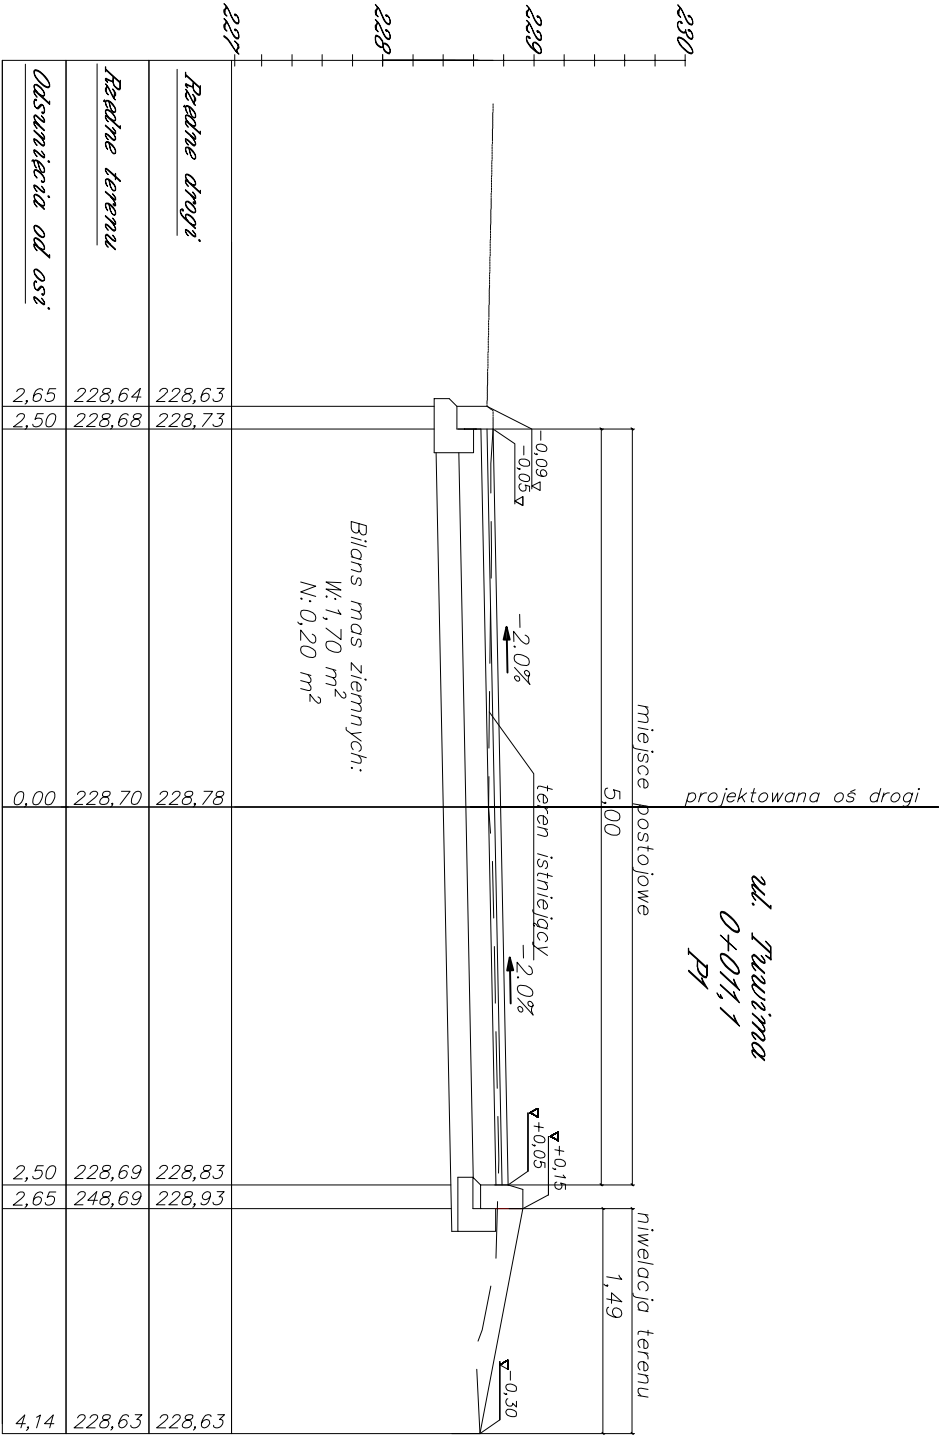 ul. Tuwima
0+011,1
P1
projektowana oś drogi
miejsce postojowe
niwelacja terenu
5,00
1,49
230
229
228
227
-0,09
-0,05
-2.0%
teren istniejący
-2.0%
+0,05
+0,15
-0,30
Bilans mas ziemnych:
W: 1,70 m²
N: 0,20 m²
Rzędne drogi
228,63
228,73
228,78
228,83
228,93
228,63
Rzędne terenu
228,64
228,68
228,70
228,69
248,69
228,63
Odsunięcia od osi
2,65
2,50
0,00
2,50
2,65
4,14